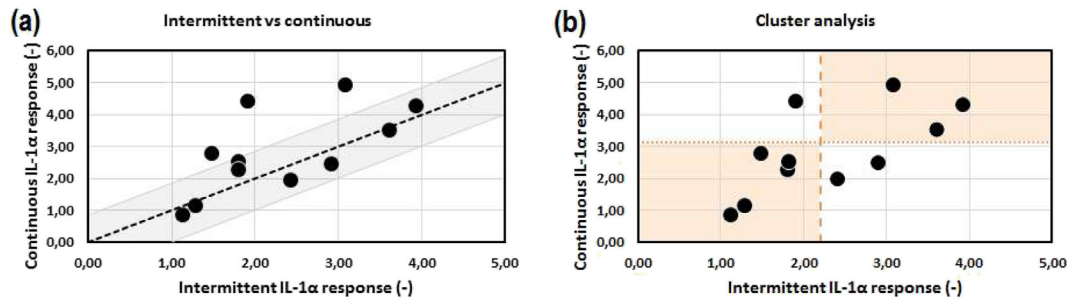 (a)
Intermittent vs continuous
Continuous IL-1α response (-)
6,00
5,00
4,00
3,00
2,00
1,00
0,00
0,00 1,00 2,00 3,00 4,00 5,00
Intermittent IL-1α response (-)
(b)
Cluster analysis
Continuous IL-1α response (-)
6,00
5,00
4,00
3,00
2,00
1,00
0,00
0,00 1,00 2,00 3,00 4,00 5,00
Intermittent IL-1α response (-)